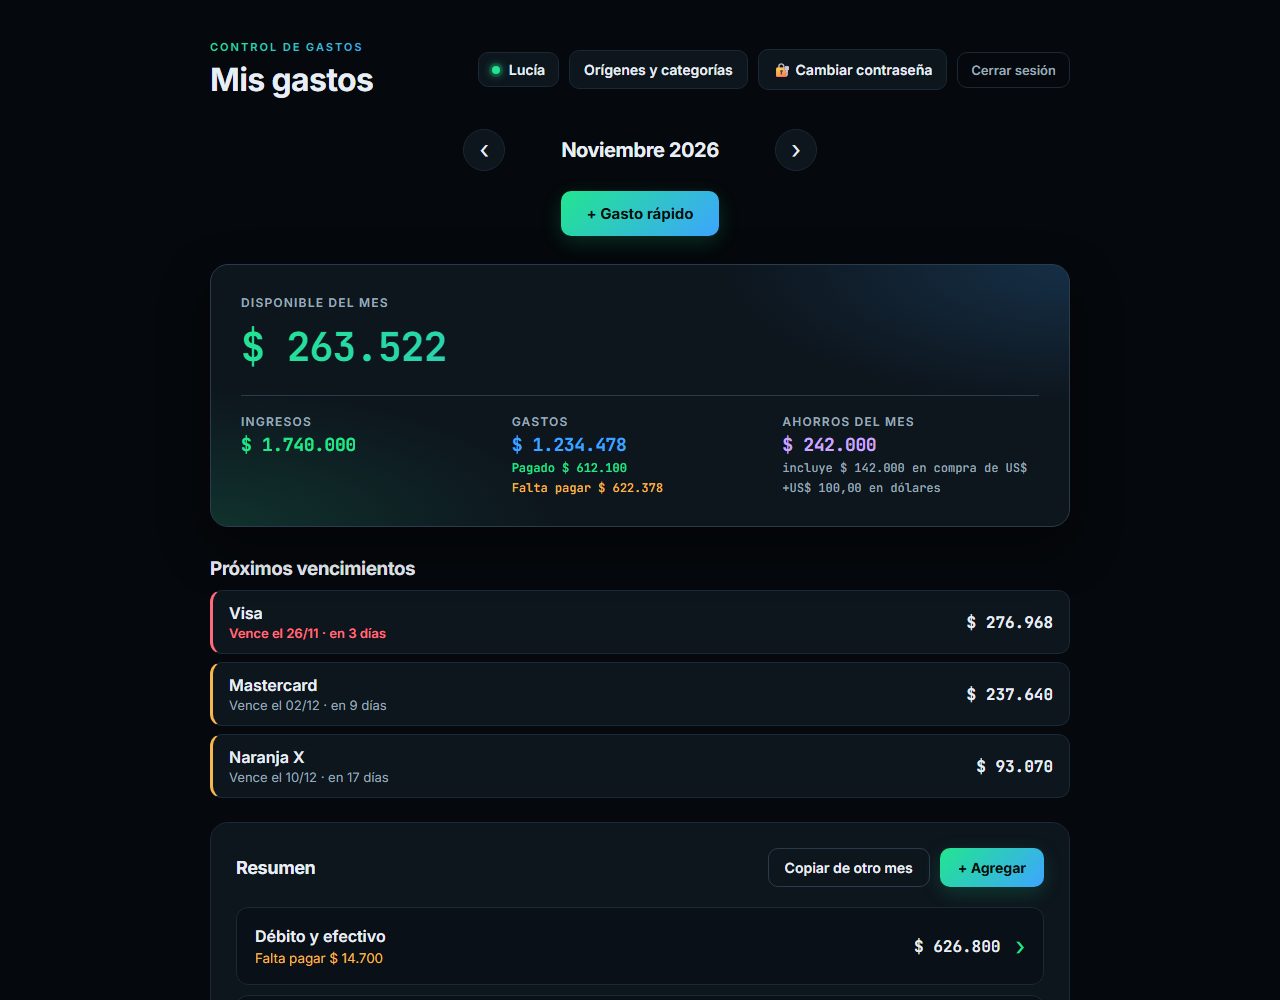 CONTROL DE GASTOS
Mis gastos
Lucía
Orígenes y categorías
🔐 Cambiar contraseña
Cerrar sesión
‹ Noviembre 2026 ›
+ Gasto rápido
DISPONIBLE DEL MES
$ 263.522
INGRESOS
$ 1.740.000
GASTOS
$ 1.234.478
Pagado $ 612.100
Falta pagar $ 622.378
AHORROS DEL MES
$ 242.000
incluye $ 142.000 en compra de US$
+US$ 100,00 en dólares
Próximos vencimientos
Visa
Vence el 26/11 · en 3 días
$ 276.968
Mastercard
Vence el 02/12 · en 9 días
$ 237.640
Naranja X
Vence el 10/12 · en 17 días
$ 93.070
Resumen
Copiar de otro mes
+ Agregar
Débito y efectivo
Falta pagar $ 14.700
$ 626.800 ›